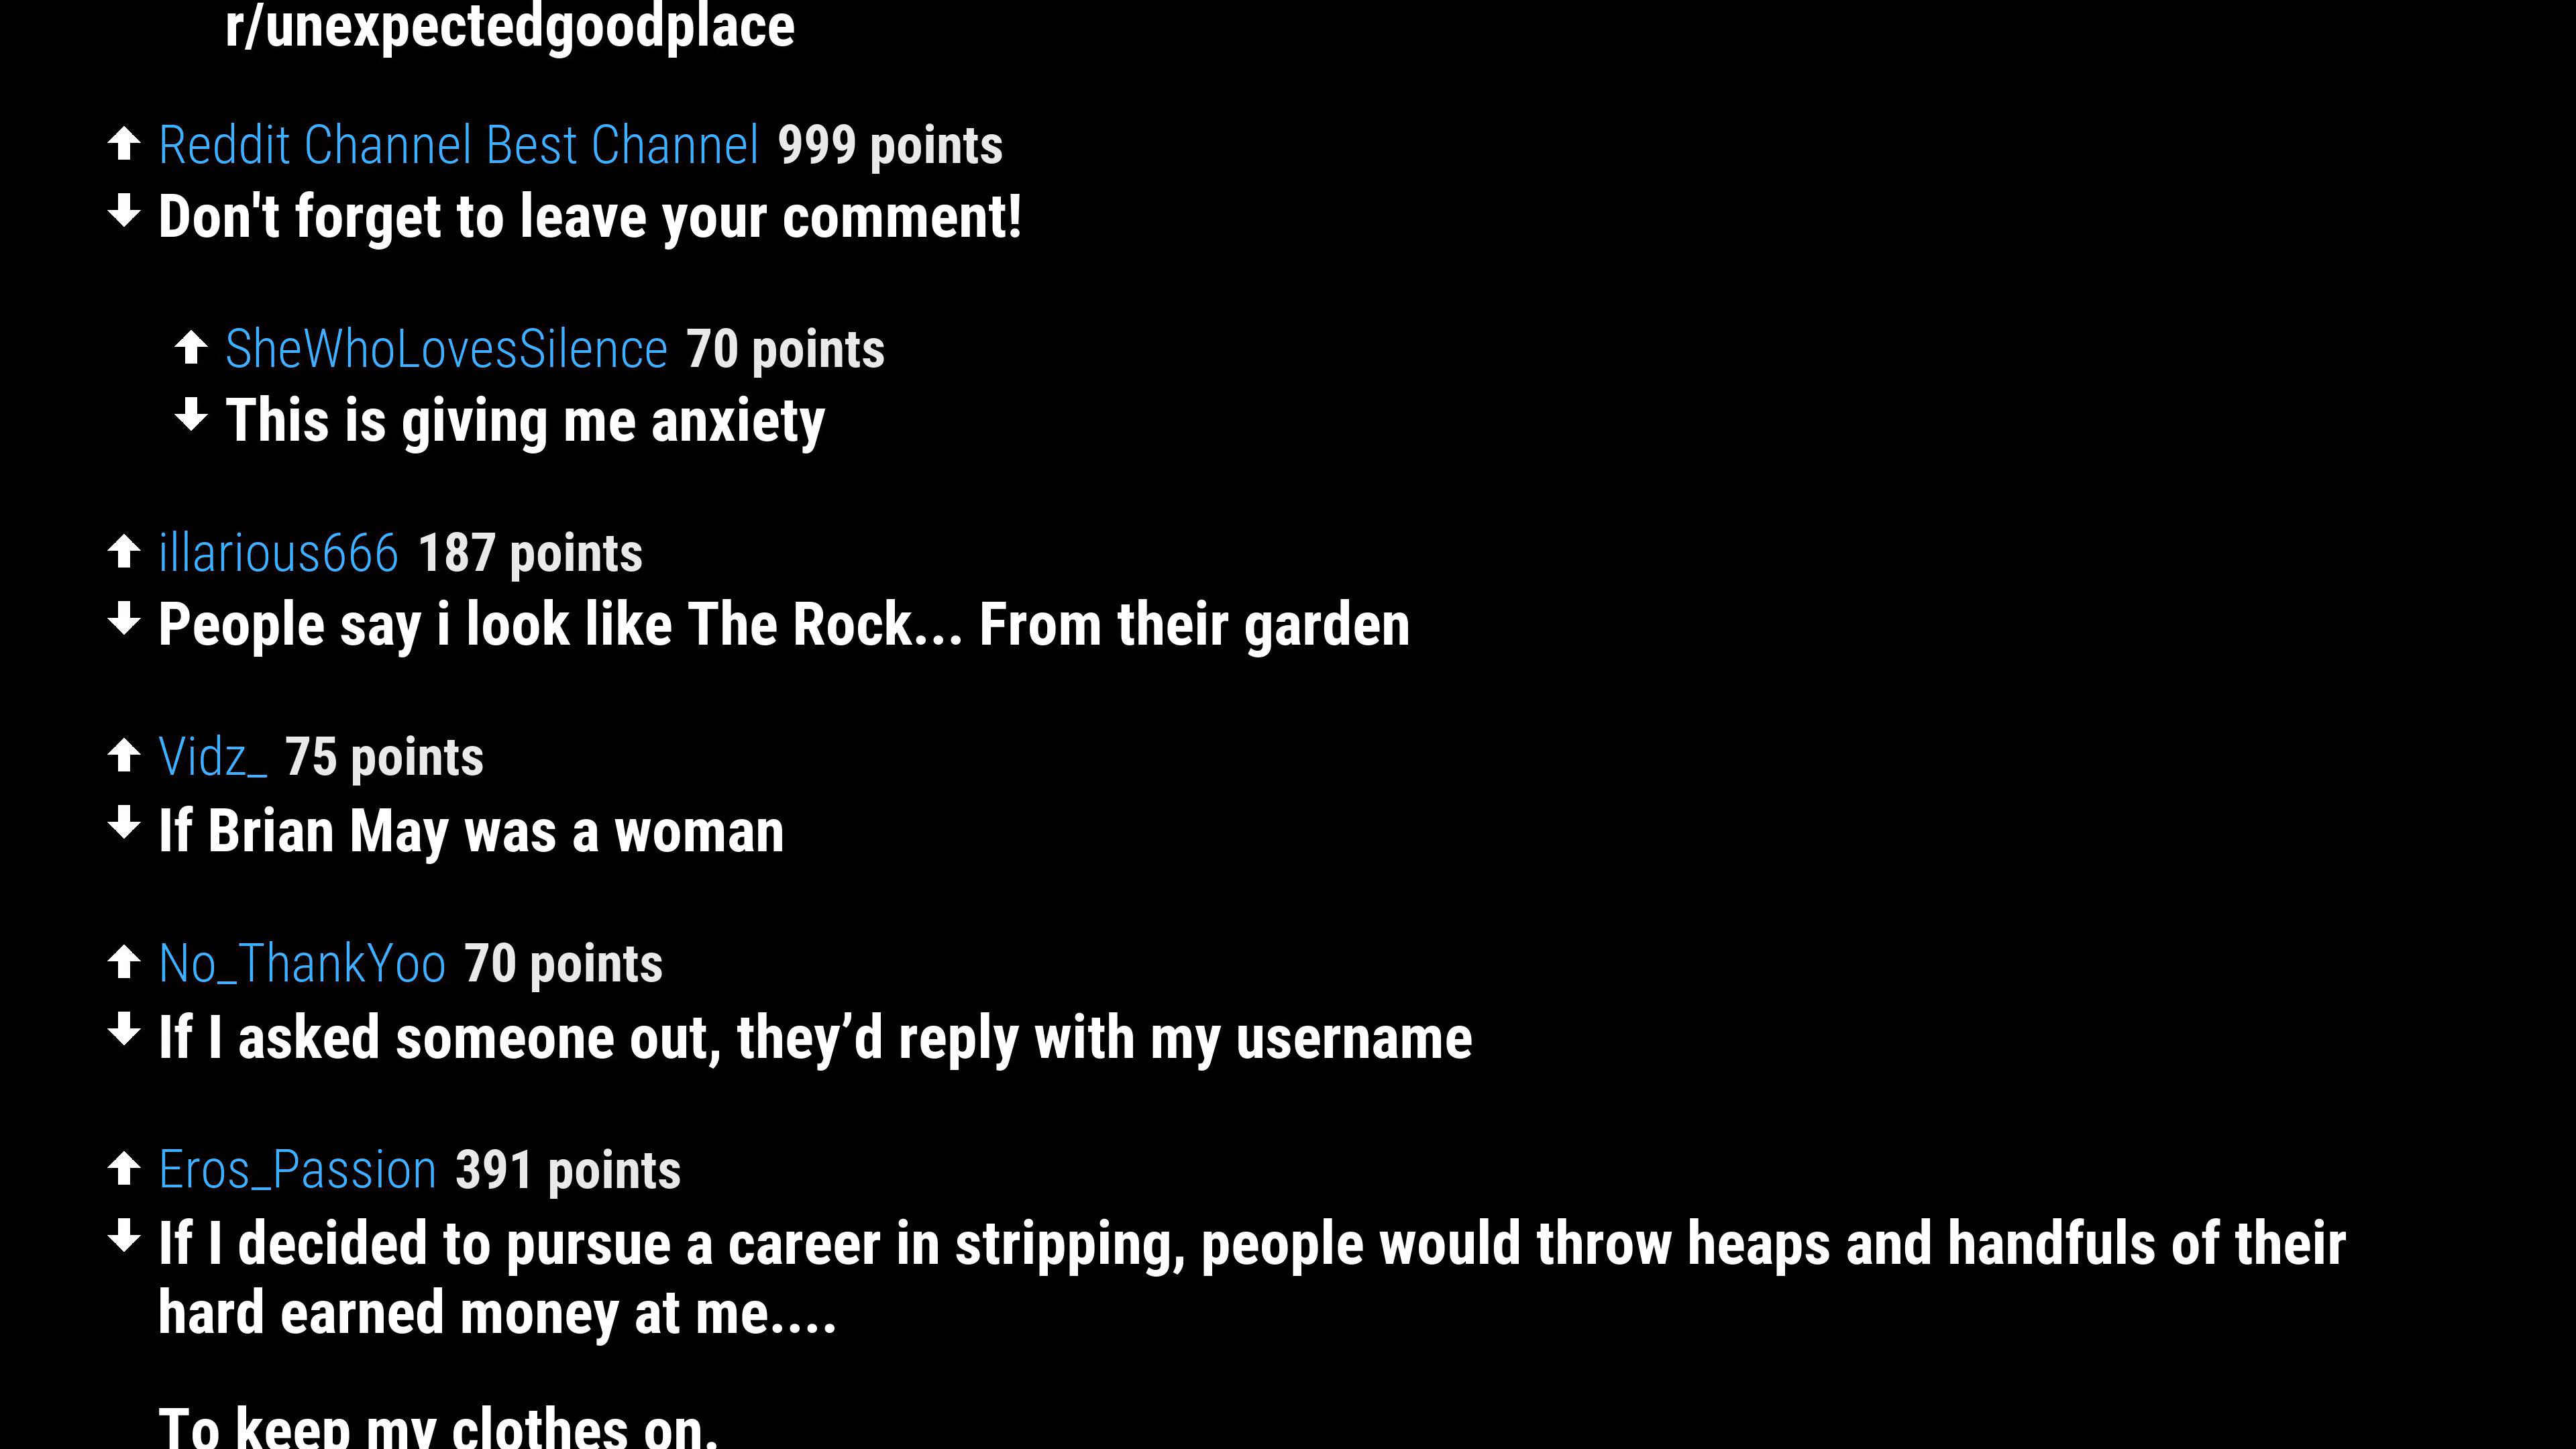 r/unexpectedgoodplace
Reddit Channel Best Channel 999 points
Don't forget to leave your comment!
SheWhoLovesSilence 70 points
This is giving me anxiety
illarious666 187 points
People say i look like The Rock... From their garden
Vidz_ 75 points
If Brian May was a woman
No_ThankYoo 70 points
If I asked someone out, they’d reply with my username
Eros_Passion 391 points
If I decided to pursue a career in stripping, people would throw heaps and handfuls of their
hard earned money at me....
To keep my clothes on.